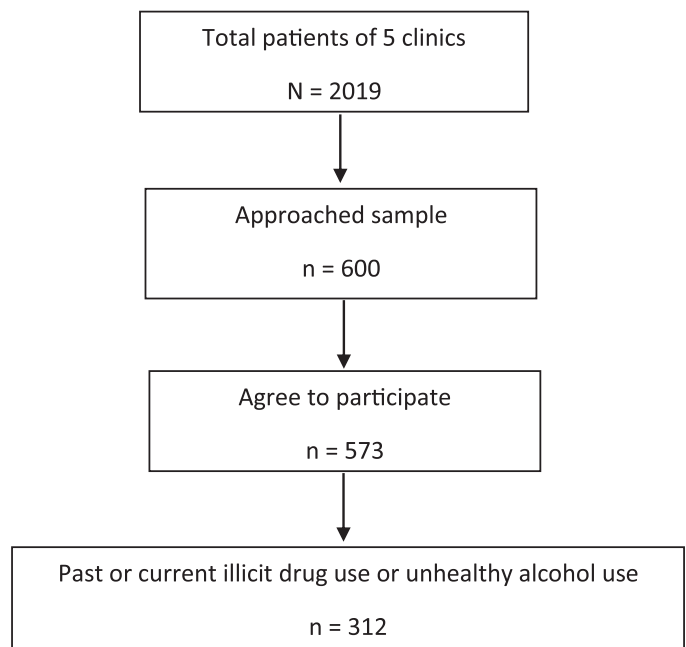 Total patients of 5 clinics
N = 2019
Approached sample
n = 600
Agree to participate
n = 573
Past or current illicit drug use or unhealthy alcohol use
n = 312